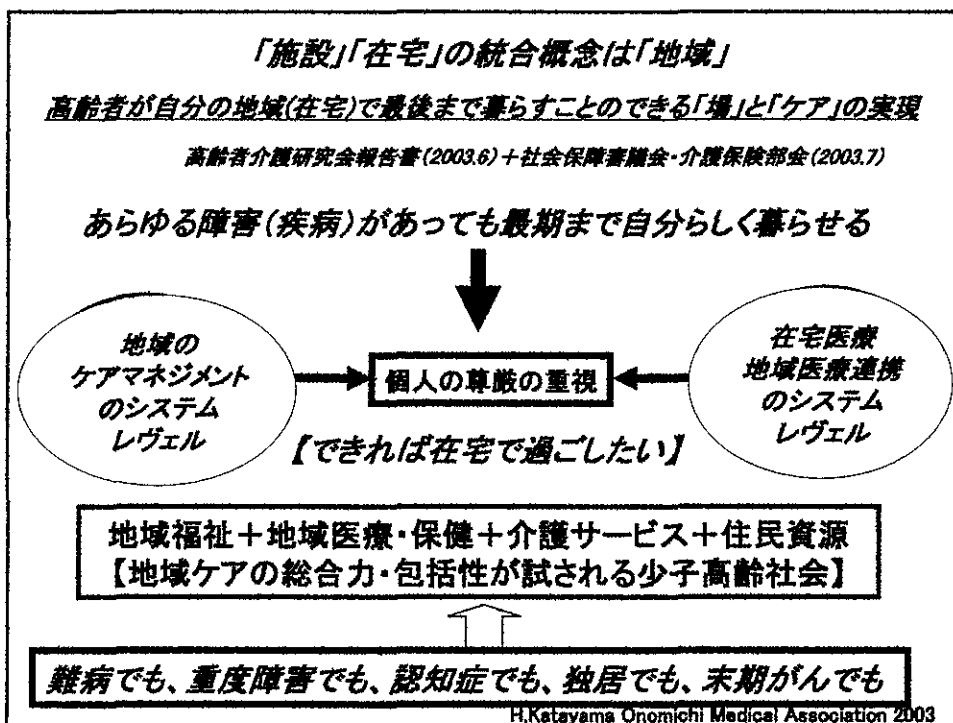 「施設」「在宅」の統合概念は「地域」
高齢者が自分の地域(在宅)で最後まで暮らすことのできる「場」と「ケア」の実現
高齢者介護研究会報告書(2003.6)+社会保障審議会・介護保険部会(2003.7)
あらゆる障害(疾病)があっても最期まで自分らしく暮らせる
地域の
ケアマネジメント
のシステム
レヴェル
個人の尊厳の重視
在宅医療
地域医療連携
のシステム
レヴェル
【できれば在宅で過ごしたい】
地域福祉+地域医療・保健+介護サービス+住民資源
【地域ケアの総合力・包括性が試される少子高齢社会】
難病でも、重度障害でも、認知症でも、独居でも、末期がんでも
H.Katayama Onomichi Medical Association 2003